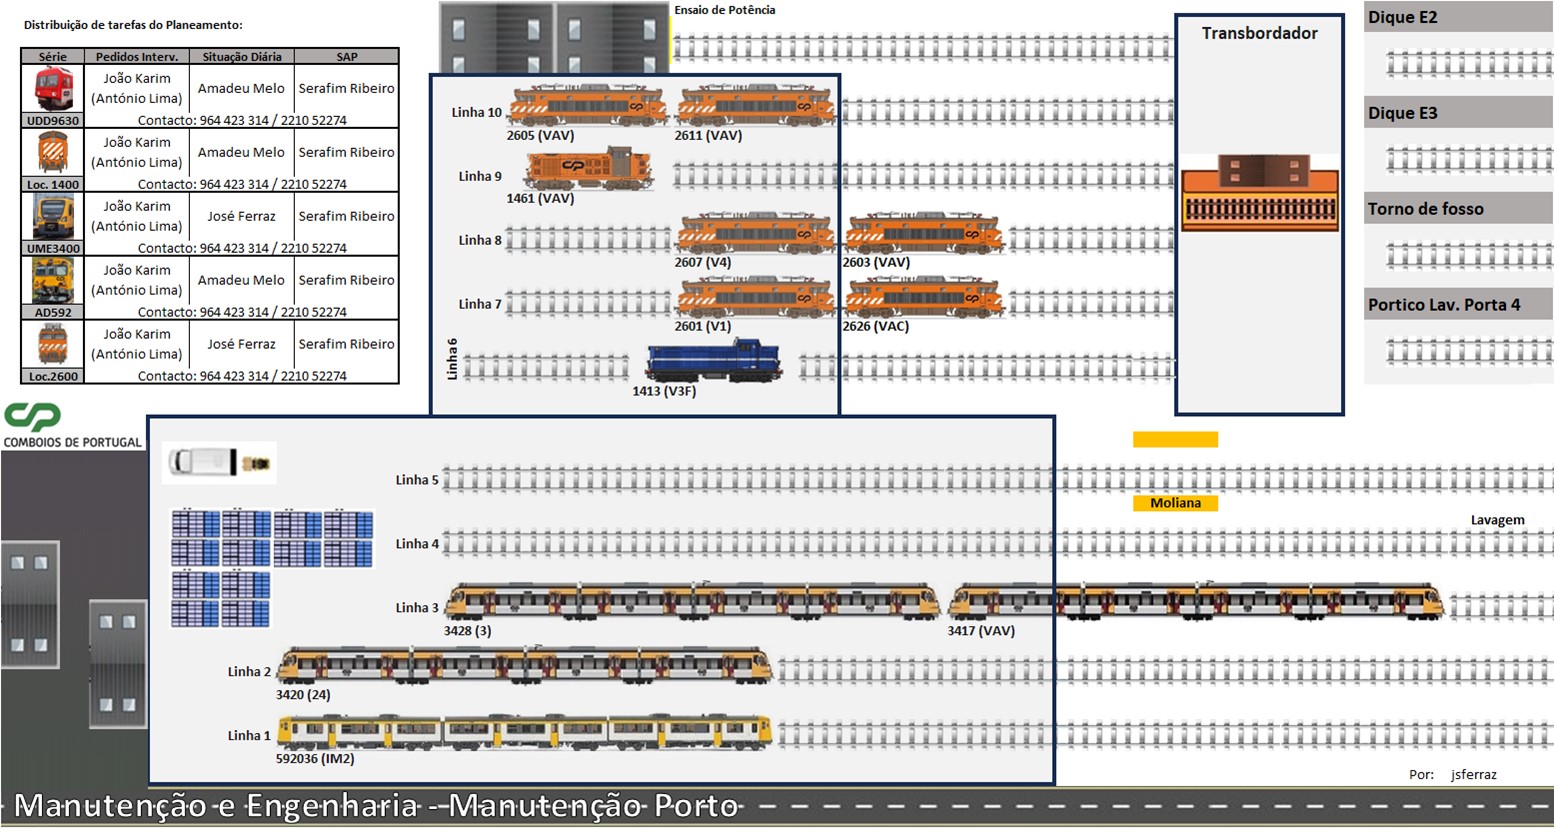 Distribuição de tarefas do Planeamento:
Série Pedidos Interv. Situação Diária SAP
UDD9630 João Karim (António Lima) Amadeu Melo Serafim Ribeiro
Contacto: 964 423 314 / 2210 52274
Loc. 1400 João Karim (António Lima) Amadeu Melo Serafim Ribeiro
Contacto: 964 423 314 / 2210 52274
UME3400 João Karim (António Lima) José Ferraz Serafim Ribeiro
Contacto: 964 423 314 / 2210 52274
AD592 João Karim (António Lima) Amadeu Melo Serafim Ribeiro
Contacto: 964 423 314 / 2210 52274
Loc.2600 João Karim (António Lima) José Ferraz Serafim Ribeiro
Contacto: 964 423 314 / 2210 52274
CP
COMBOIOS DE PORTUGAL
Ensaio de Potência
Linha 10
2605 (VAV) 2611 (VAV)
Linha 9
1461 (VAV)
Linha 8
2607 (V4) 2603 (VAV)
Linha 7
2601 (V1) 2626 (VAC)
Linha 6
1413 (V3F)
Transbordador
Dique E2
Dique E3
Torno de fosso
Portico Lav. Porta 4
Linha 5
Moliana
Lavagem
Linha 4
Linha 3
3428 (3) 3417 (VAV)
Linha 2
3420 (24)
Linha 1
592036 (IM2)
Por: jsferraz
Manutenção e Engenharia - Manutenção Porto